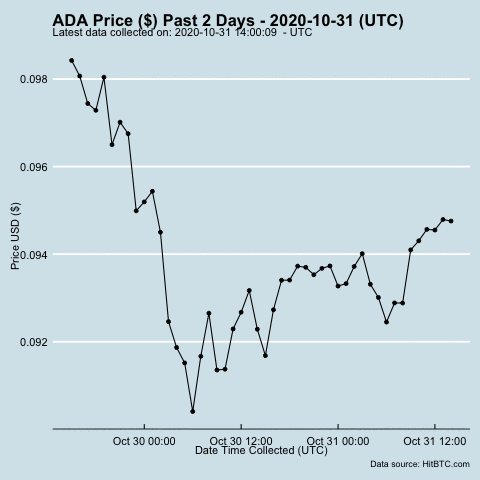 ADA Price ($) Past 2 Days - 2020-10-31 (UTC)
Latest data collected on: 2020-10-31 14:00:09  - UTC
0.098
0.096
0.094
0.092
Price USD ($)
Oct 30 00:00
Oct 30 12:00
Oct 31 00:00
Oct 31 12:00
Date Time Collected (UTC)
Data source: HitBTC.com